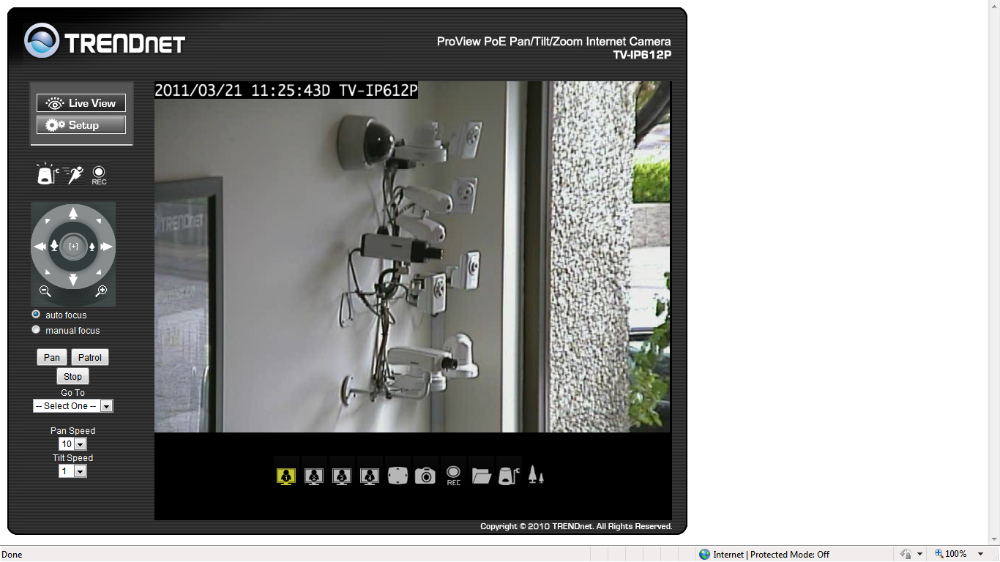 TRENDNET
ProView PoE Pan/Tilt/Zoom Internet Camera
TV-IP612P
Live View
Setup
REC
[+]
auto focus
manual focus
Pan
Patrol
Stop
Go To
-- Select One --
Pan Speed
10
Tilt Speed
1
2011/03/21 11:25:43D TV-IP612P
TRENDNET
1
2
3
4
REC
Copyright © 2010 TRENDnet. All Rights Reserved.
Done
Internet | Protected Mode: Off
100%